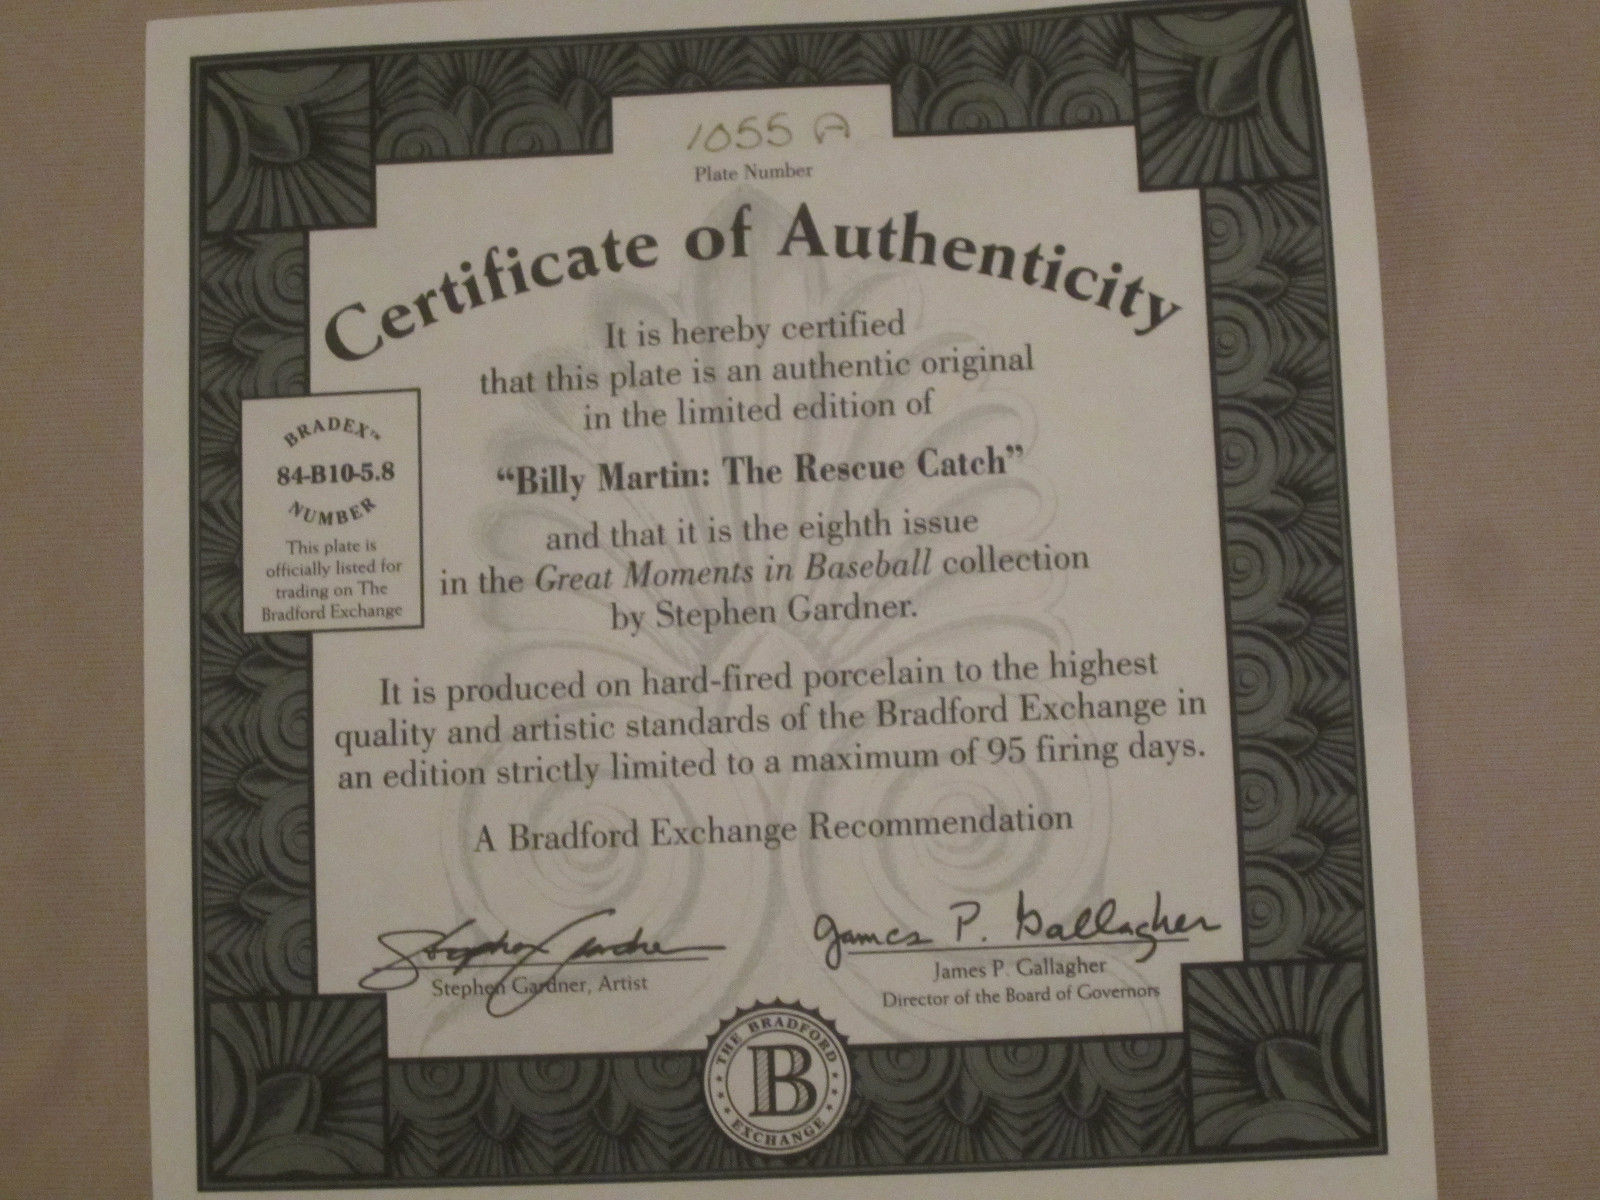 1055 A
Plate Number
Certificate of Authenticity
It is hereby certified
that this plate is an authentic original
in the limited edition of
“Billy Martin: The Rescue Catch”
and that it is the eighth issue
in the Great Moments in Baseball collection
by Stephen Gardner.
BRADEX™
84-B10-5.8
NUMBER
This plate is
officially listed for
trading on The
Bradford Exchange
It is produced on hard-fired porcelain to the highest
quality and artistic standards of the Bradford Exchange in
an edition strictly limited to a maximum of 95 firing days.
A Bradford Exchange Recommendation
Stephen Gardner
Stephen Gardner, Artist
James P. Gallagher
James P. Gallagher
Director of the Board of Governors
THE BRADFORD
B
EXCHANGE